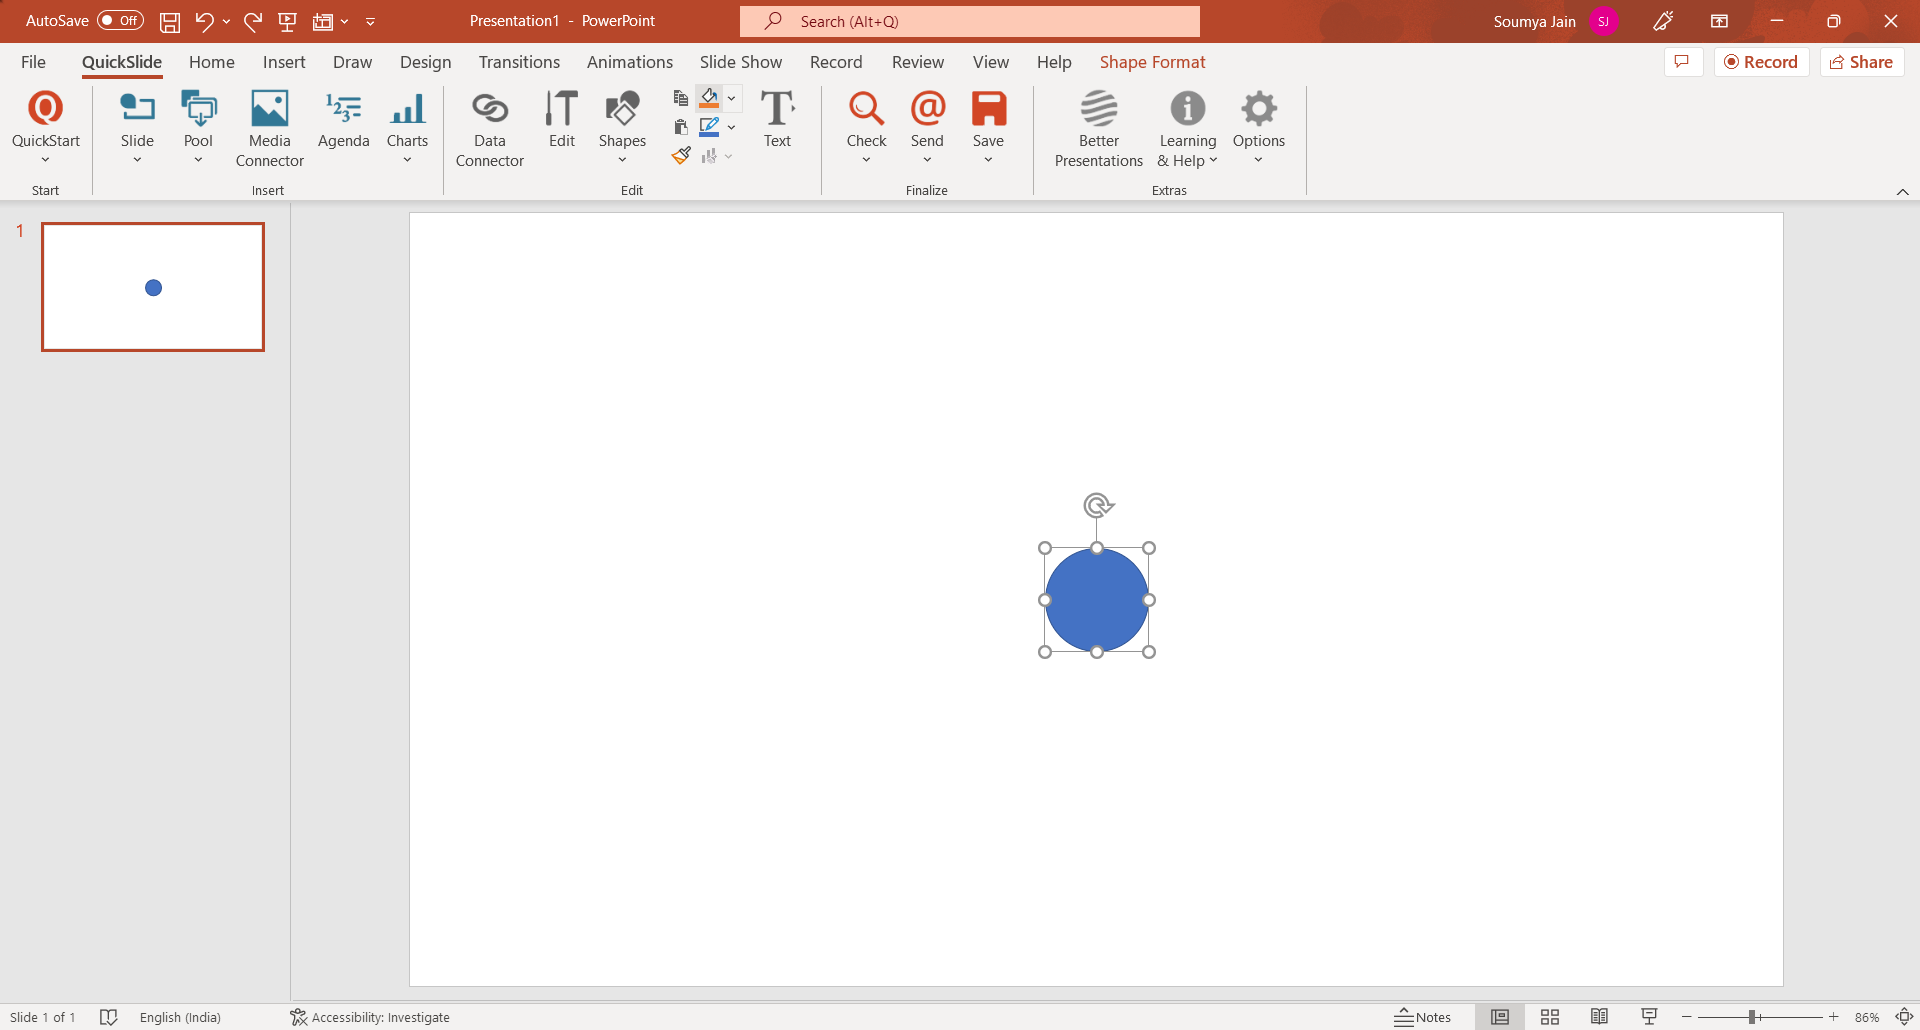 AutoSave Off Presentation1 - PowerPoint Search (Alt+Q) Soumya Jain SJ
File QuickSlide Home Insert Draw Design Transitions Animations Slide Show Record Review View Help Shape Format Record Share
QuickStart Slide Pool Media Connector Agenda Charts Data Connector Edit Shapes Text Check Send Save Better Presentations Learning & Help Options
Start Insert Edit Finalize Extras
1
Slide 1 of 1 English (India) Accessibility: Investigate Notes 86%